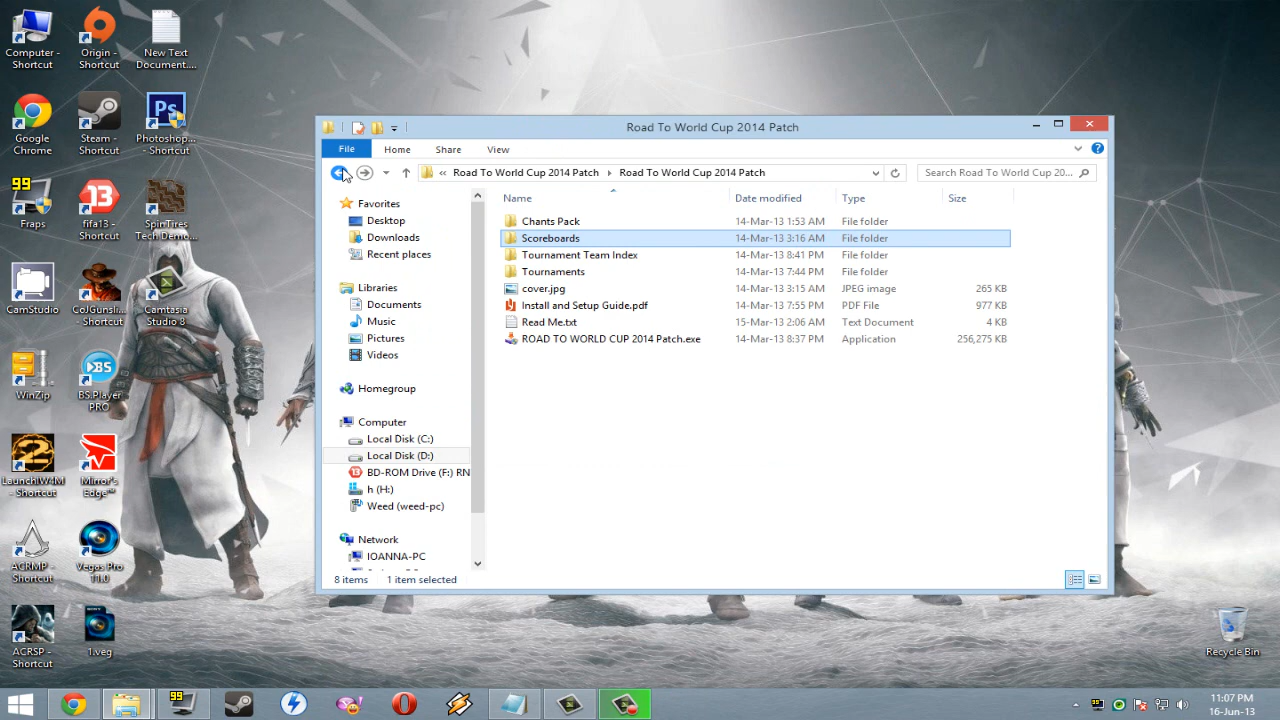 Computer - Shortcut
Origin - Shortcut
New Text Document....
Google Chrome
Steam - Shortcut
Ps
Photoshop... - Shortcut
99
Fraps
13
fifa13 - Shortcut
SpinTires Tech Demo...
CamStudio
CoJGunsli... - Shortcut
Camtasia Studio 8
WinZip
BS
BS.Player PRO
2
LaunchIW4M - Shortcut
Mirror's Edge™
ACRMP - Shortcut
Vegas Pro 11.0
ACRSP - Shortcut
1.veg
Recycle Bin
Road To World Cup 2014 Patch
File Home Share View
« Road To World Cup 2014 Patch Road To World Cup 2014 Patch
Search Road To World Cup 20...
Favorites
Desktop
Downloads
Recent places
Libraries
Documents
Music
Pictures
Videos
Homegroup
Computer
Local Disk (C:)
Local Disk (D:)
BD-ROM Drive (F:) RN
h (H:)
Weed (weed-pc)
Network
IOANNA-PC
Name Date modified Type Size
Chants Pack 14-Mar-13 1:53 AM File folder
Scoreboards 14-Mar-13 3:16 AM File folder
Tournament Team Index 14-Mar-13 8:41 PM File folder
Tournaments 14-Mar-13 7:44 PM File folder
cover.jpg 14-Mar-13 3:15 AM JPEG image 265 KB
Install and Setup Guide.pdf 14-Mar-13 7:55 PM PDF File 977 KB
Read Me.txt 15-Mar-13 2:06 AM Text Document 4 KB
ROAD TO WORLD CUP 2014 Patch.exe 14-Mar-13 8:37 PM Application 256,275 KB
8 items 1 item selected
99
11:07 PM
16-Jun-13